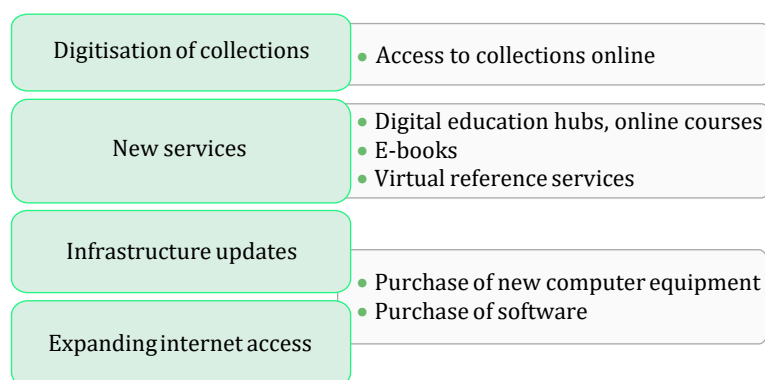 Digitisation of collections
• Access to collections online
New services
• Digital education hubs, online courses
• E-books
• Virtual reference services
Infrastructure updates
Expanding internet access
• Purchase of new computer equipment
• Purchase of software